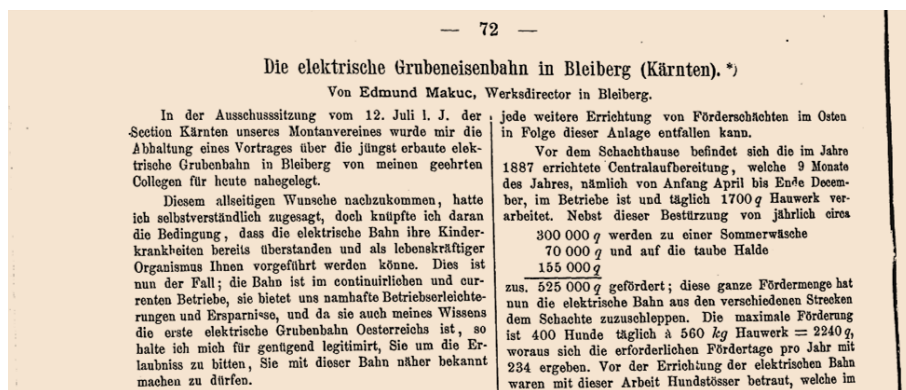 — 72 —
Die elektrische Grubeneisenbahn in Bleiberg (Kärnten). *)
Von Edmund Makuc, Werksdirector in Bleiberg.
In der Ausschusssitzung vom 12. Juli l. J. der
Section Kärnten unseres Montanvereines wurde mir die
Abhaltung eines Vortrages über die jüngst erbaute elek-
trische Grubenbahn in Bleiberg von meinen geehrten
Collegen für heute nahegelegt.
Diesem allseitigen Wunsche nachzukommen, hatte
ich selbstverständlich zugesagt, doch knüpfte ich daran
die Bedingung, dass die elektrische Bahn ihre Kinder-
krankheiten bereits überstanden und als lebenskräftiger
Organismus Ihnen vorgeführt werden könne. Dies ist
nun der Fall; die Bahn ist im continuirlichen und cur-
renten Betriebe, sie bietet uns namhafte Betriebserleichte-
rungen und Ersparnisse, und da sie auch meines Wissens
die erste elektrische Grubenbahn Oesterreichs ist, so
halte ich mich für genügend legitimirt, Sie um die Er-
laubniss zu bitten, Sie mit dieser Bahn näher bekannt
machen zu dürfen.
jede weitere Errichtung von Förderschächten im Osten
in Folge dieser Anlage entfallen kann.
Vor dem Schachthause befindet sich die im Jahre
1887 errichtete Centralaufbereitung, welche 9 Monate
des Jahres, nämlich von Anfang April bis Ende Decem-
ber, im Betriebe ist und täglich 1700 q Hauwerk ver-
arbeitet. Nebst dieser Bestürzung von jährlich circa
300 000 q werden zu einer Sommerwäsche
70 000 q und auf die taube Halde
155 000 q
zus. 525 000 q gefördert; diese ganze Fördermenge hat
nun die elektrische Bahn aus den verschiedenen Strecken
dem Schachte zuzuschleppen. Die maximale Förderung
ist 400 Hunde täglich à 560 kg Hauwerk = 2240 q,
woraus sich die erforderlichen Fördertage pro Jahr mit
234 ergeben. Vor der Errichtung der elektrischen Bahn
waren mit dieser Arbeit Hundstösser betraut, welche im